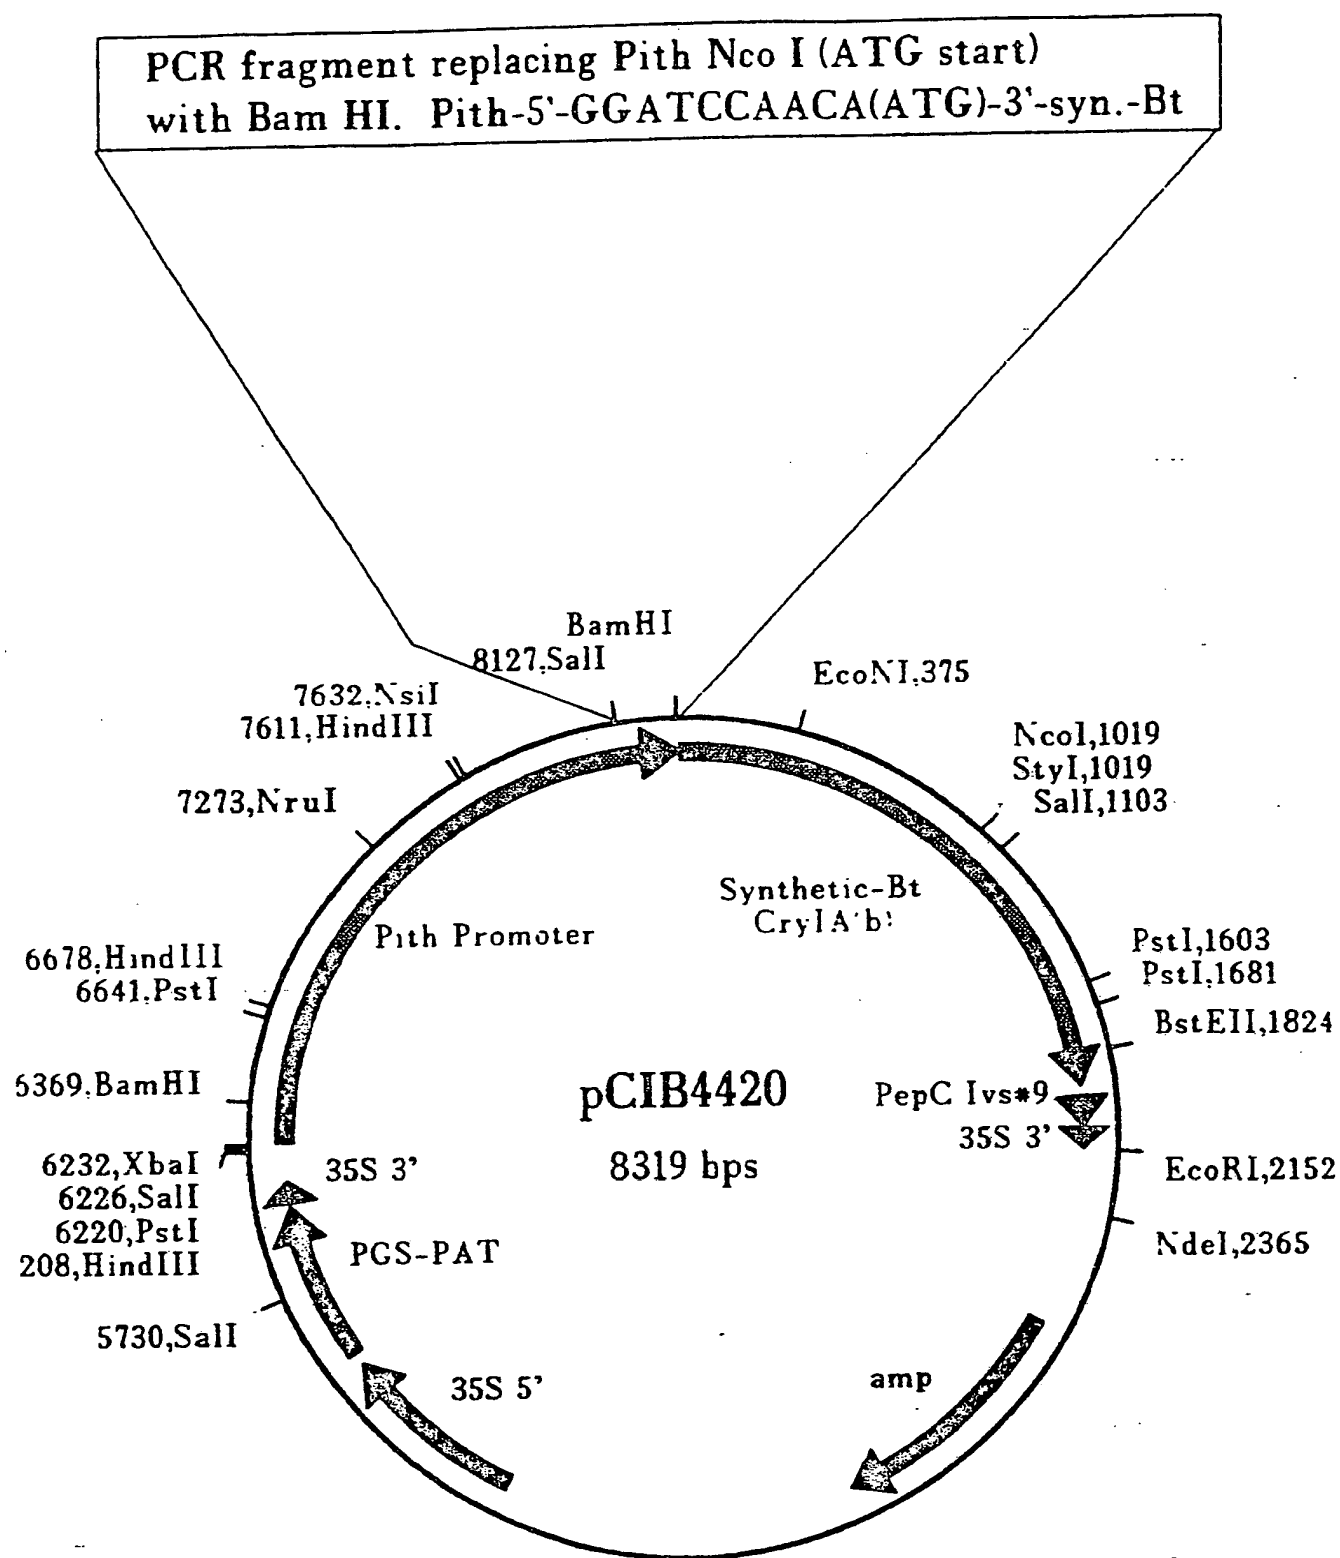 PCR fragment replacing Pith Nco I (ATG start)
with Bam HI. Pith-5'-GGATCCAACA(ATG)-3'-syn.-Bt
BamHI
8127,SalI
EcoNI,375
7632,NsiI
7611,HindIII
NcoI,1019
StyI,1019
SalI,1103
7273,NruI
Synthetic-Bt
CryIA'b'
Pith Promoter
PstI,1603
PstI,1681
6678,HindIII
6641,PstI
BstEII,1824
6369,BamHI
pCIB4420
PepC Ivs#9
35S 3'
8319 bps
6232,XbaI
6226,SalI
6220,PstI
208,HindIII
35S 3'
EcoRI,2152
PGS-PAT
NdeI,2365
5730,SalI
35S 5'
amp